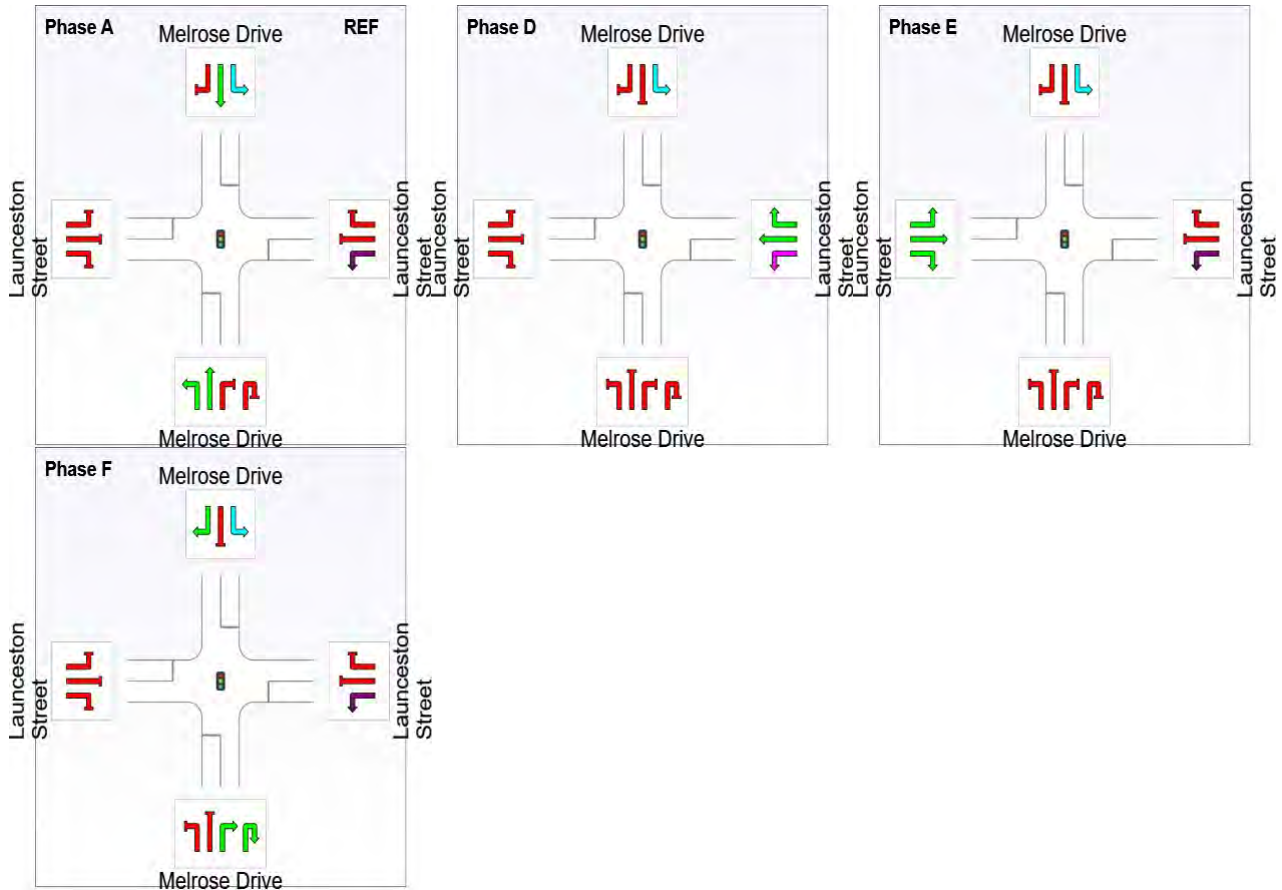 Phase A
REF
Melrose Drive
Launceston
Street
Launceston
Street
Melrose Drive
Phase D
Melrose Drive
Launceston
Street
Launceston
Street
Melrose Drive
Phase E
Melrose Drive
Launceston
Street
Launceston
Street
Melrose Drive
Phase F
Melrose Drive
Launceston
Street
Launceston
Street
Melrose Drive